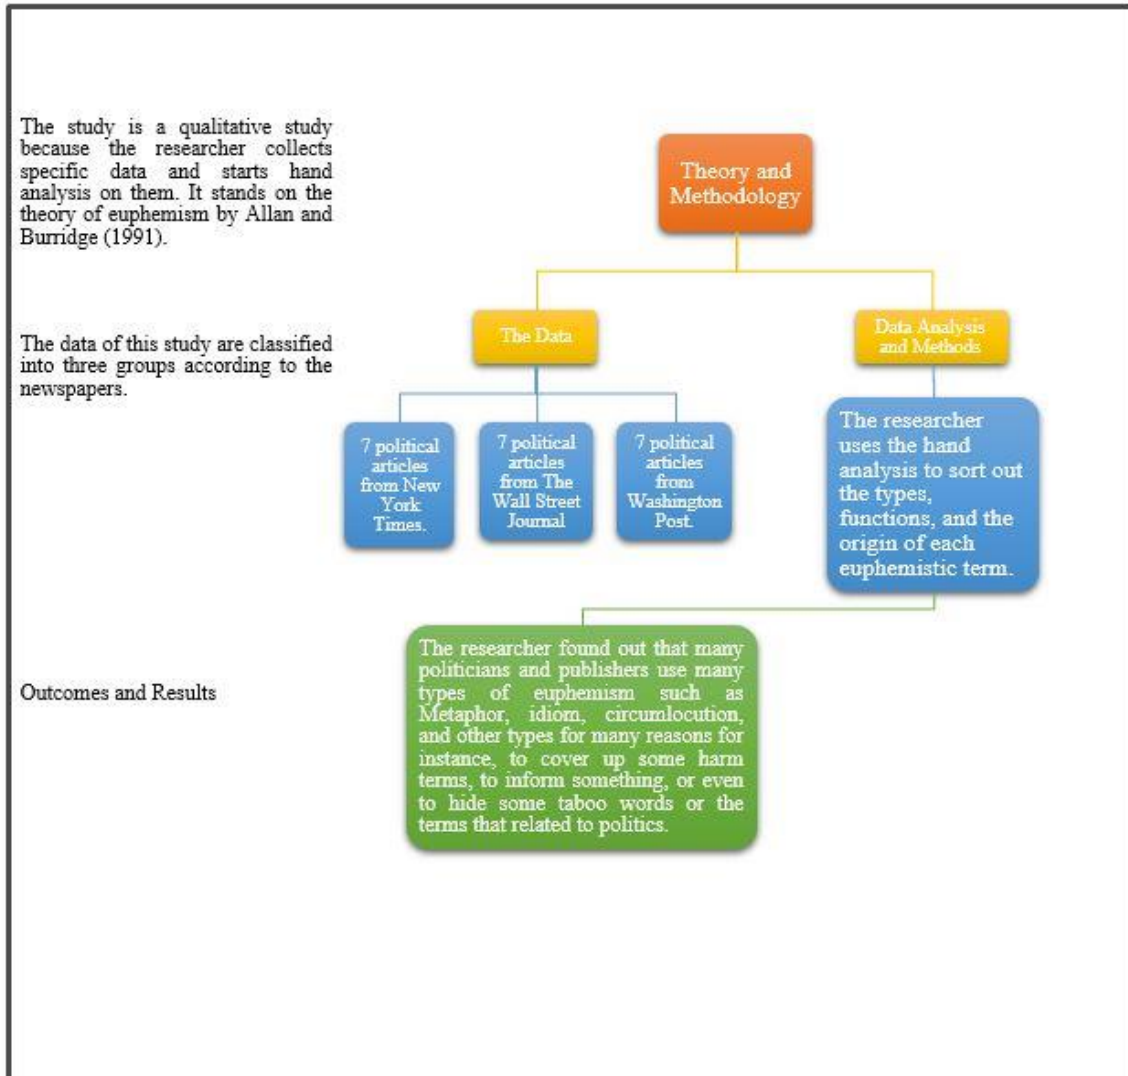 The study is a qualitative study
because the researcher collects
specific data and starts hand
analysis on them. It stands on the
theory of euphemism by Allan and
Burridge (1991).
Theory and
Methodology
The data of this study are classified
into three groups according to the
newspapers.
The Data
Data Analysis
and Methods
7 political
articles
from New
York
Times.
7 political
articles
from The
Wall Street
Journal
7 political
articles
from
Washington
Post.
The researcher
uses the hand
analysis to sort out
the types,
functions, and the
origin of each
euphemistic term.
Outcomes and Results
The researcher found out that many
politicians and publishers use many
types of euphemism such as
Metaphor, idiom, circumlocution,
and other types for many reasons for
instance, to cover up some harm
terms, to inform something, or even
to hide some taboo words or the
terms that related to politics.